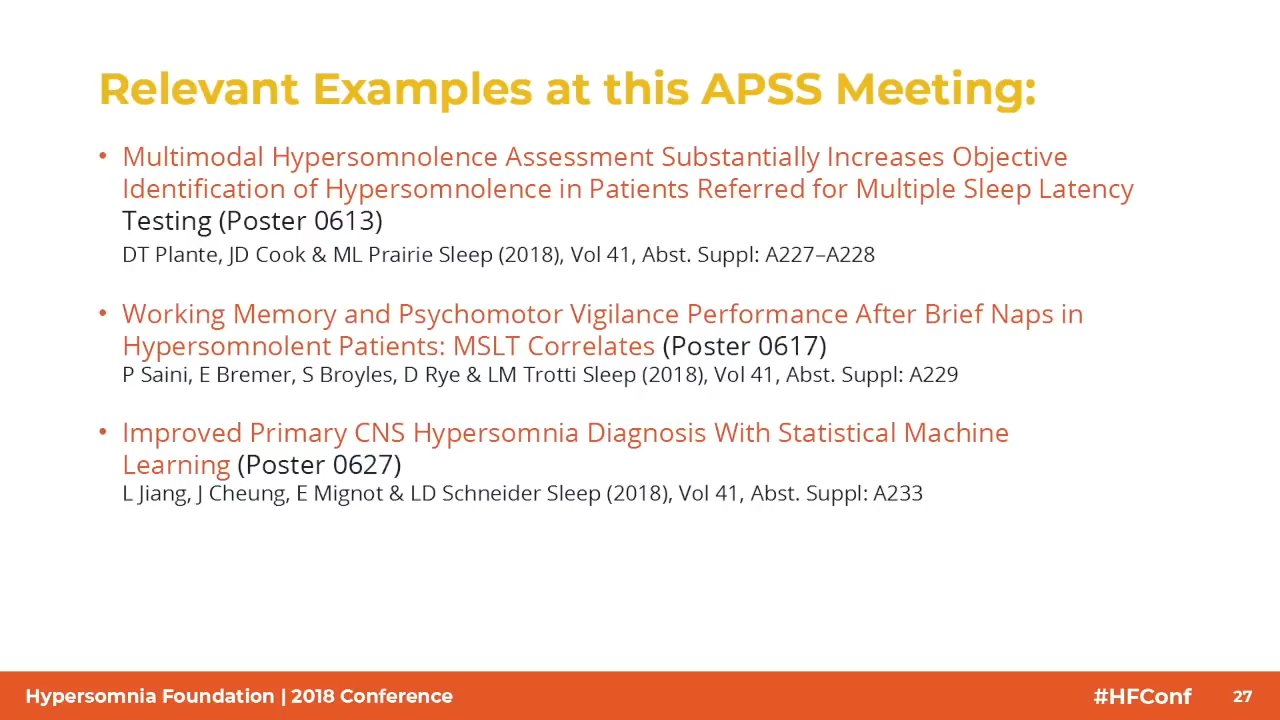 Relevant Examples at this APSS Meeting:
• Multimodal Hypersomnolence Assessment Substantially Increases Objective
Identification of Hypersomnolence in Patients Referred for Multiple Sleep Latency
Testing (Poster 0613)
DT Plante, JD Cook & ML Prairie Sleep (2018), Vol 41, Abst. Suppl: A227–A228
• Working Memory and Psychomotor Vigilance Performance After Brief Naps in
Hypersomnolent Patients: MSLT Correlates (Poster 0617)
P Saini, E Bremer, S Broyles, D Rye & LM Trotti Sleep (2018), Vol 41, Abst. Suppl: A229
• Improved Primary CNS Hypersomnia Diagnosis With Statistical Machine
Learning (Poster 0627)
L Jiang, J Cheung, E Mignot & LD Schneider Sleep (2018), Vol 41, Abst. Suppl: A233
Hypersomnia Foundation | 2018 Conference
#HFConf
27